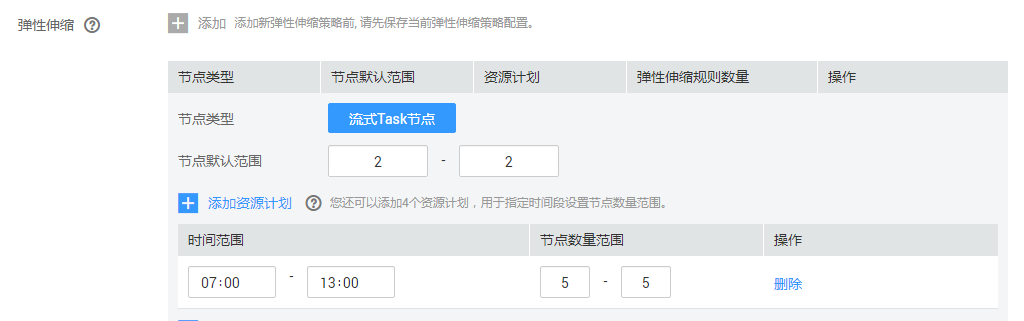 弹性伸缩 ? + 添加 添加新弹性伸缩策略前,请先保存当前弹性伸缩策略配置。
节点类型 节点默认范围 资源计划 弹性伸缩规则数量 操作
节点类型 流式Task节点
节点默认范围 2 - 2
+ 添加资源计划 ? 您还可以添加4个资源计划，用于指定时间段设置节点数量范围。
时间范围 节点数量范围 操作
07:00 - 13:00 5 - 5 删除